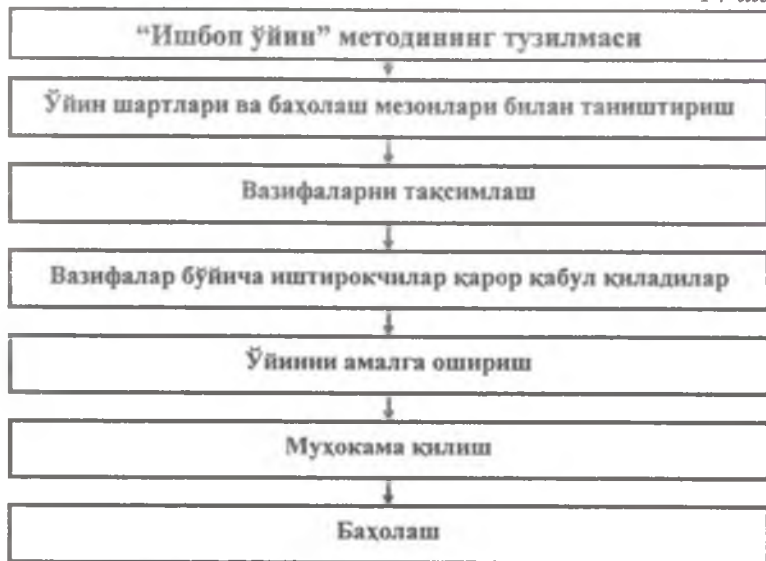 “Ишбоп ўйин” методининг тузилмаси
Ўйин шартлари ва баҳолаш мезонлари билан таништириш
Вазифаларни тақсимлаш
Вазифалар бўйича иштирокчилар қарор қабул қиладилар
Ўйинни амалга ошириш
Муҳокама қилиш
Баҳолаш